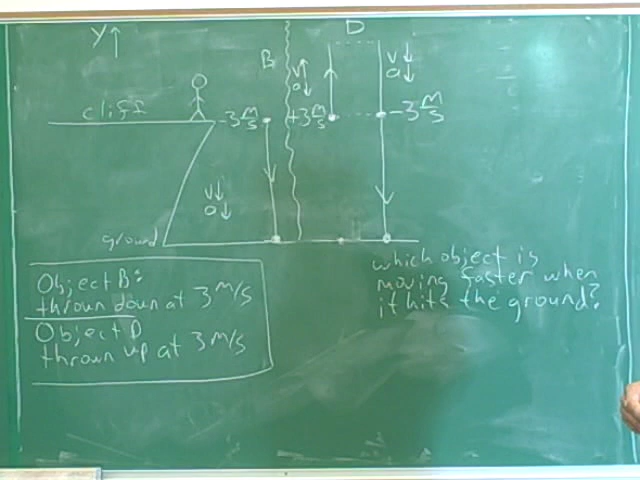 Y↑
D
B
v↑
a↓
v↓
a↓
cliff
-3 m/s
+3 m/s
-3 m/s
v↓
a↓
ground
Object B:
thrown down at 3 m/s
Object D
thrown up at 3 m/s
which object is
moving faster when
it hits the ground?